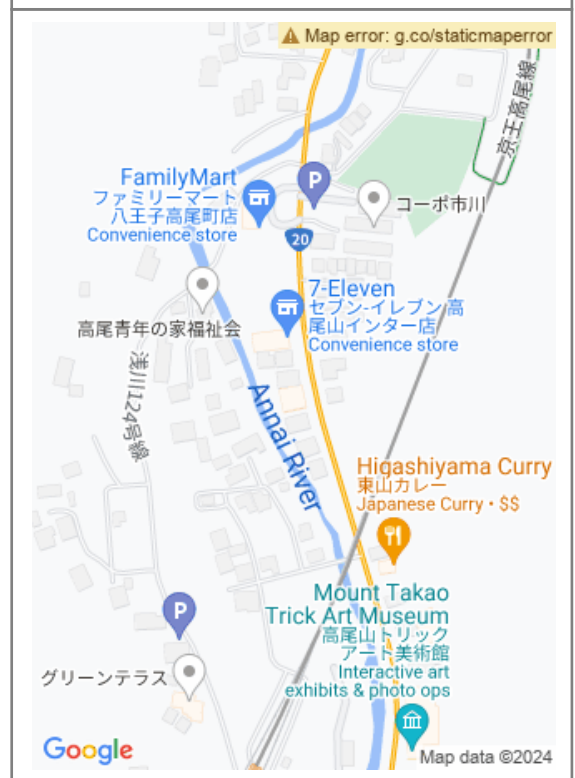 Map error: g.co/staticmaperror
京王高尾線
FamilyMart
ファミリーマート
八王子高尾町店
Convenience store
P
コーポ市川
20
7-Eleven
セブン-イレブン 高
尾山インター店
Convenience store
高尾青年の家福祉会
浅川124号線
Annai River
Higashiyama Curry
東山カレー
Japanese Curry • $$
Mount Takao
Trick Art Museum
高尾山トリック
アート美術館
Interactive art
exhibits & photo ops
P
グリーンテラス
Google
Map data ©2024